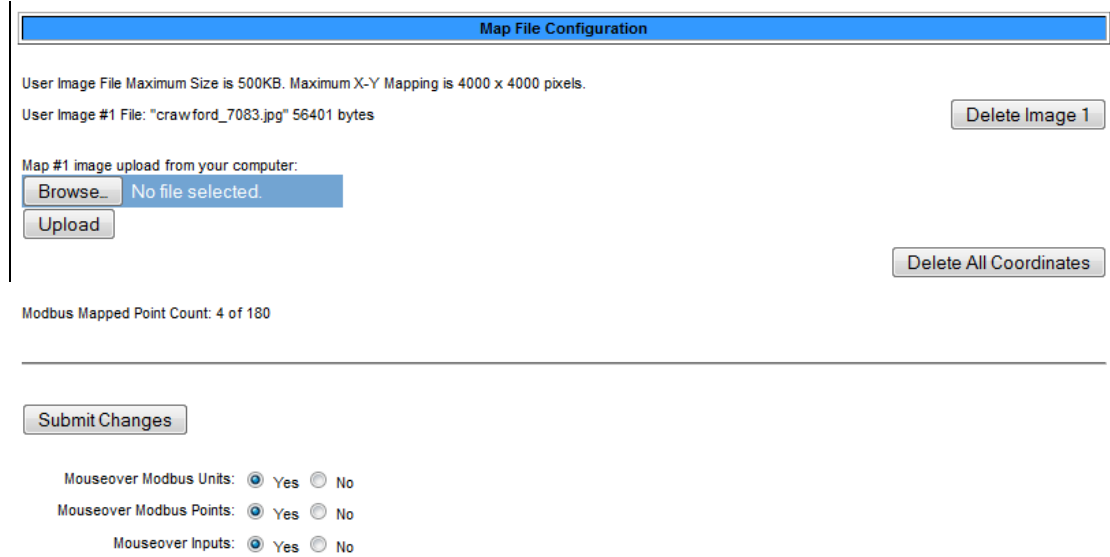 Map File Configuration
User Image File Maximum Size is 500KB. Maximum X-Y Mapping is 4000 x 4000 pixels.
User Image #1 File: "crawford_7083.jpg" 56401 bytes
Delete Image 1
Map #1 image upload from your computer:
Browse… No file selected.
Upload
Delete All Coordinates
Modbus Mapped Point Count: 4 of 180
Submit Changes
Mouseover Modbus Units: Yes No
Mouseover Modbus Points: Yes No
Mouseover Inputs: Yes No